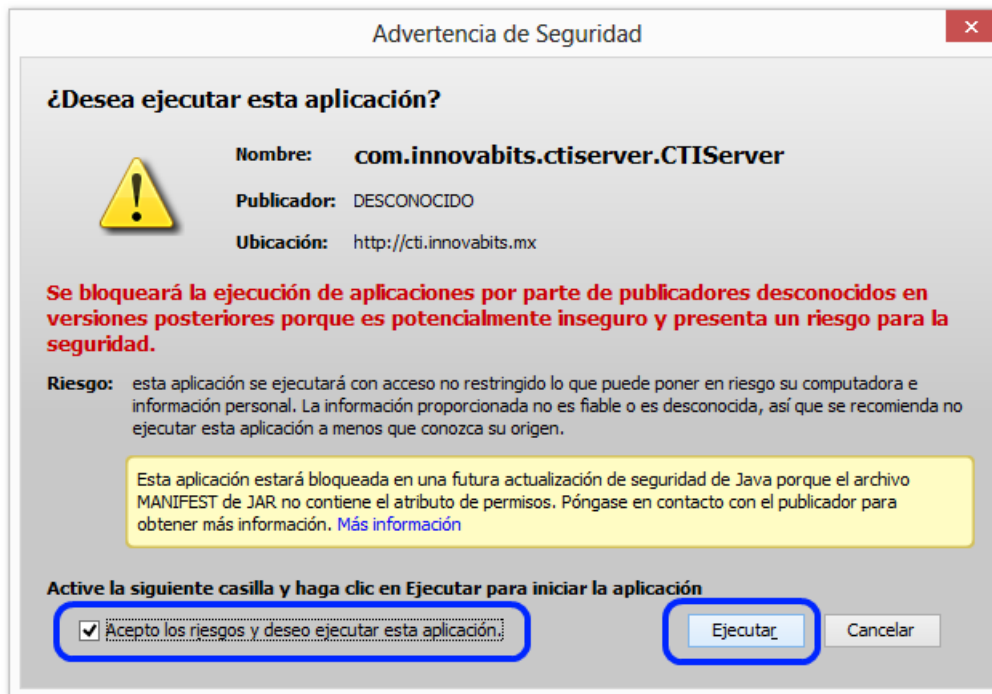 Advertencia de Seguridad
¿Desea ejecutar esta aplicación?
Nombre: com.innovabits.ctiserver.CTIServer
Publicador: DESCONOCIDO
Ubicación: http://cti.innovabits.mx
Se bloqueará la ejecución de aplicaciones por parte de publicadores desconocidos en
versiones posteriores porque es potencialmente inseguro y presenta un riesgo para la
seguridad.
Riesgo: esta aplicación se ejecutará con acceso no restringido lo que puede poner en riesgo su computadora e
información personal. La información proporcionada no es fiable o es desconocida, así que se recomienda no
ejecutar esta aplicación a menos que conozca su origen.
Esta aplicación estará bloqueada en una futura actualización de seguridad de Java porque el archivo
MANIFEST de JAR no contiene el atributo de permisos. Póngase en contacto con el publicador para
obtener más información. Más información
Active la siguiente casilla y haga clic en Ejecutar para iniciar la aplicación
Acepto los riesgos y deseo ejecutar esta aplicación.
Ejecutar
Cancelar